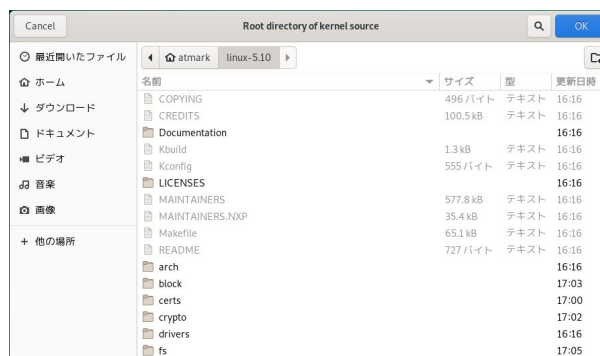 Cancel
Root directory of kernel source
OK
最近開いたファイル
atmark
linux-5.10
ホーム
名前
サイズ
型
更新日時
COPYING 496 バイト テキスト 16:16
ダウンロード
CREDITS 100.5 kB テキスト 16:16
ドキュメント
Documentation 16:16
Kbuild 1.3 kB テキスト 16:16
ビデオ
Kconfig 555 バイト テキスト 16:16
音楽
LICENSES 16:16
MAINTAINERS 577.8 kB テキスト 16:16
画像
MAINTAINERS.NXP 35.4 kB テキスト 16:16
Makefile 65.1 kB テキスト 16:16
+ 他の場所
README 727 バイト テキスト 16:16
arch 16:16
block 17:03
certs 17:00
crypto 17:02
drivers 16:16
fs 17:05